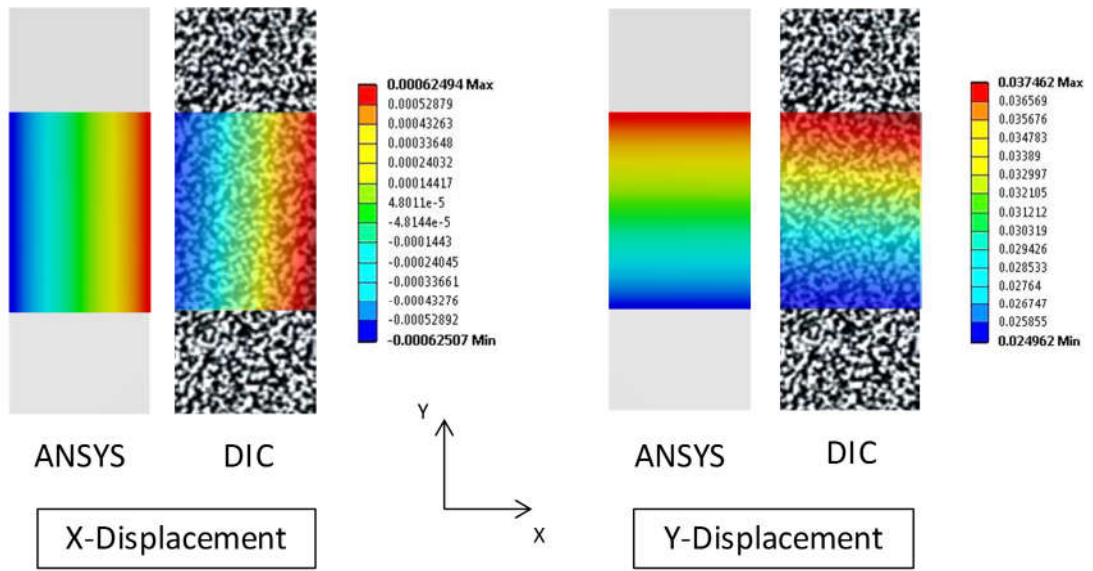 0.00062494 Max
0.00052879
0.00043263
0.00033648
0.00024032
0.00014417
4.8011e-5
-4.8144e-5
-0.0001443
-0.00024045
-0.00033661
-0.00043276
-0.00052892
-0.00062507 Min
0.037462 Max
0.036569
0.035676
0.034783
0.03389
0.032997
0.032105
0.031212
0.030319
0.029426
0.028533
0.02764
0.026747
0.025855
0.024962 Min
ANSYS
DIC
Y
X
ANSYS
DIC
X-Displacement
Y-Displacement